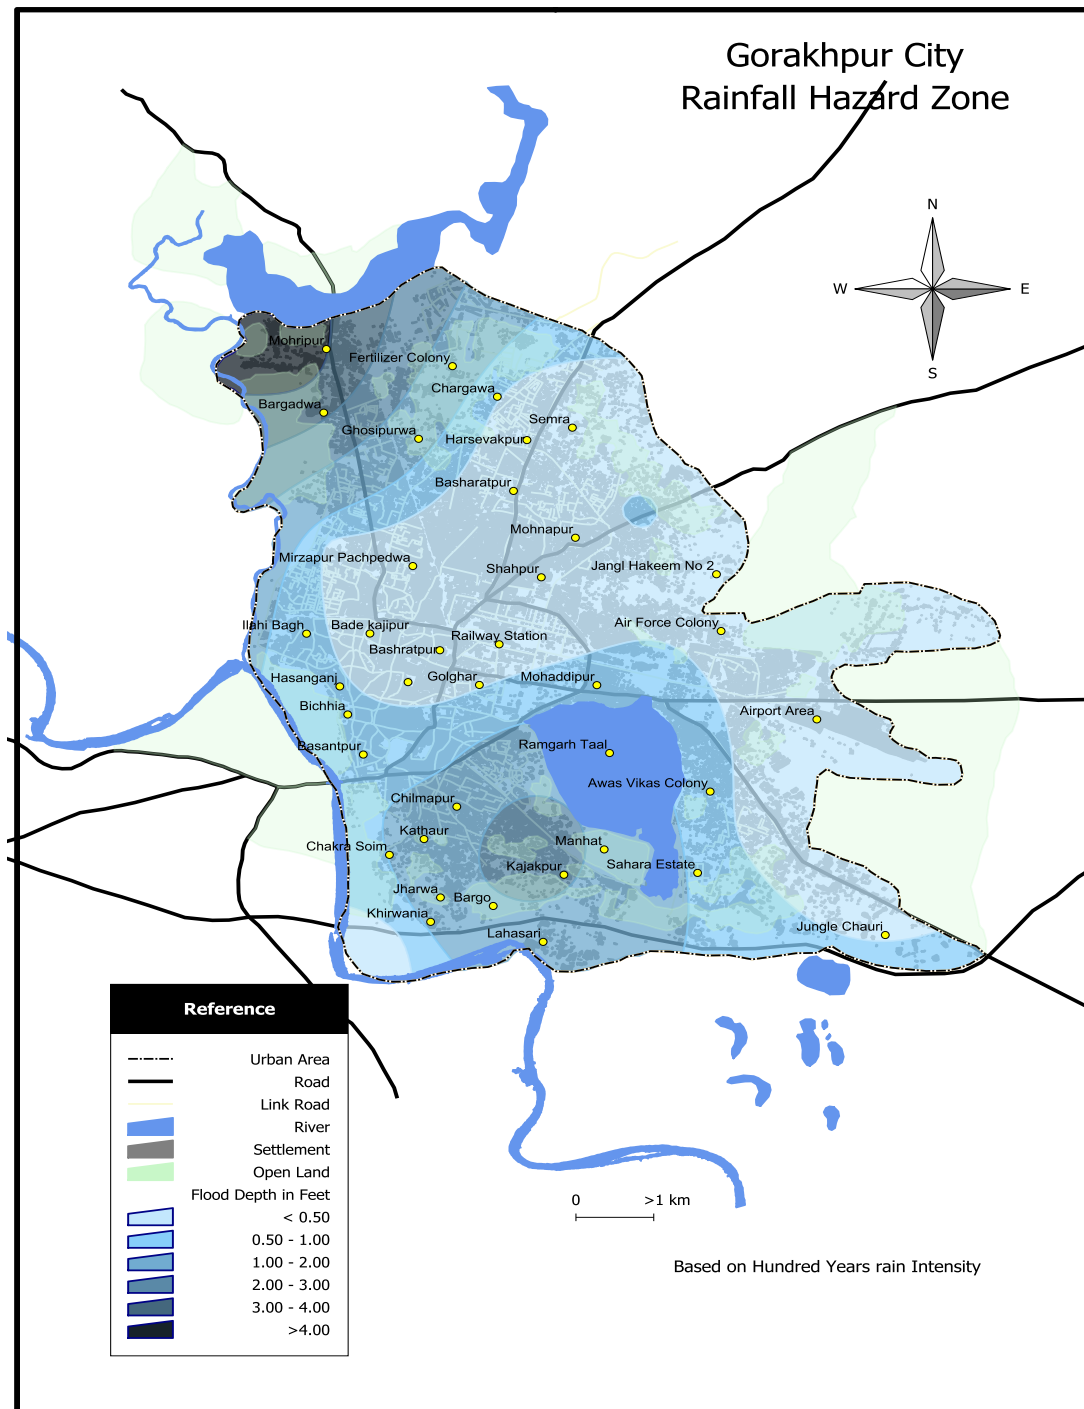 Gorakhpur City
Rainfall Hazard Zone
N
W
E
S
Mohripur
Fertilizer Colony
Chargawa
Bargadwa
Semra
Ghosipurwa
Harsevakpur
Basharatpur
Mohnapur
Mirzapur Pachpedwa
Shahpur
Jangl Hakeem No 2
Ilahi Bagh
Bade kajipur
Railway Station
Air Force Colony
Bashratpur
Hasanganj
Golghar
Mohaddipur
Bichhia
Airport Area
Basantpur
Ramgarh Taal
Awas Vikas Colony
Chilmapur
Kathaur
Chakra Soim
Manhat
Kajakpur
Sahara Estate
Jharwa
Bargo
Khirwania
Lahasari
Jungle Chauri
Reference
Urban Area
Road
Link Road
River
Settlement
Open Land
Flood Depth in Feet
< 0.50
0.50 - 1.00
1.00 - 2.00
2.00 - 3.00
3.00 - 4.00
>4.00
0 >1 km
Based on Hundred Years rain Intensity